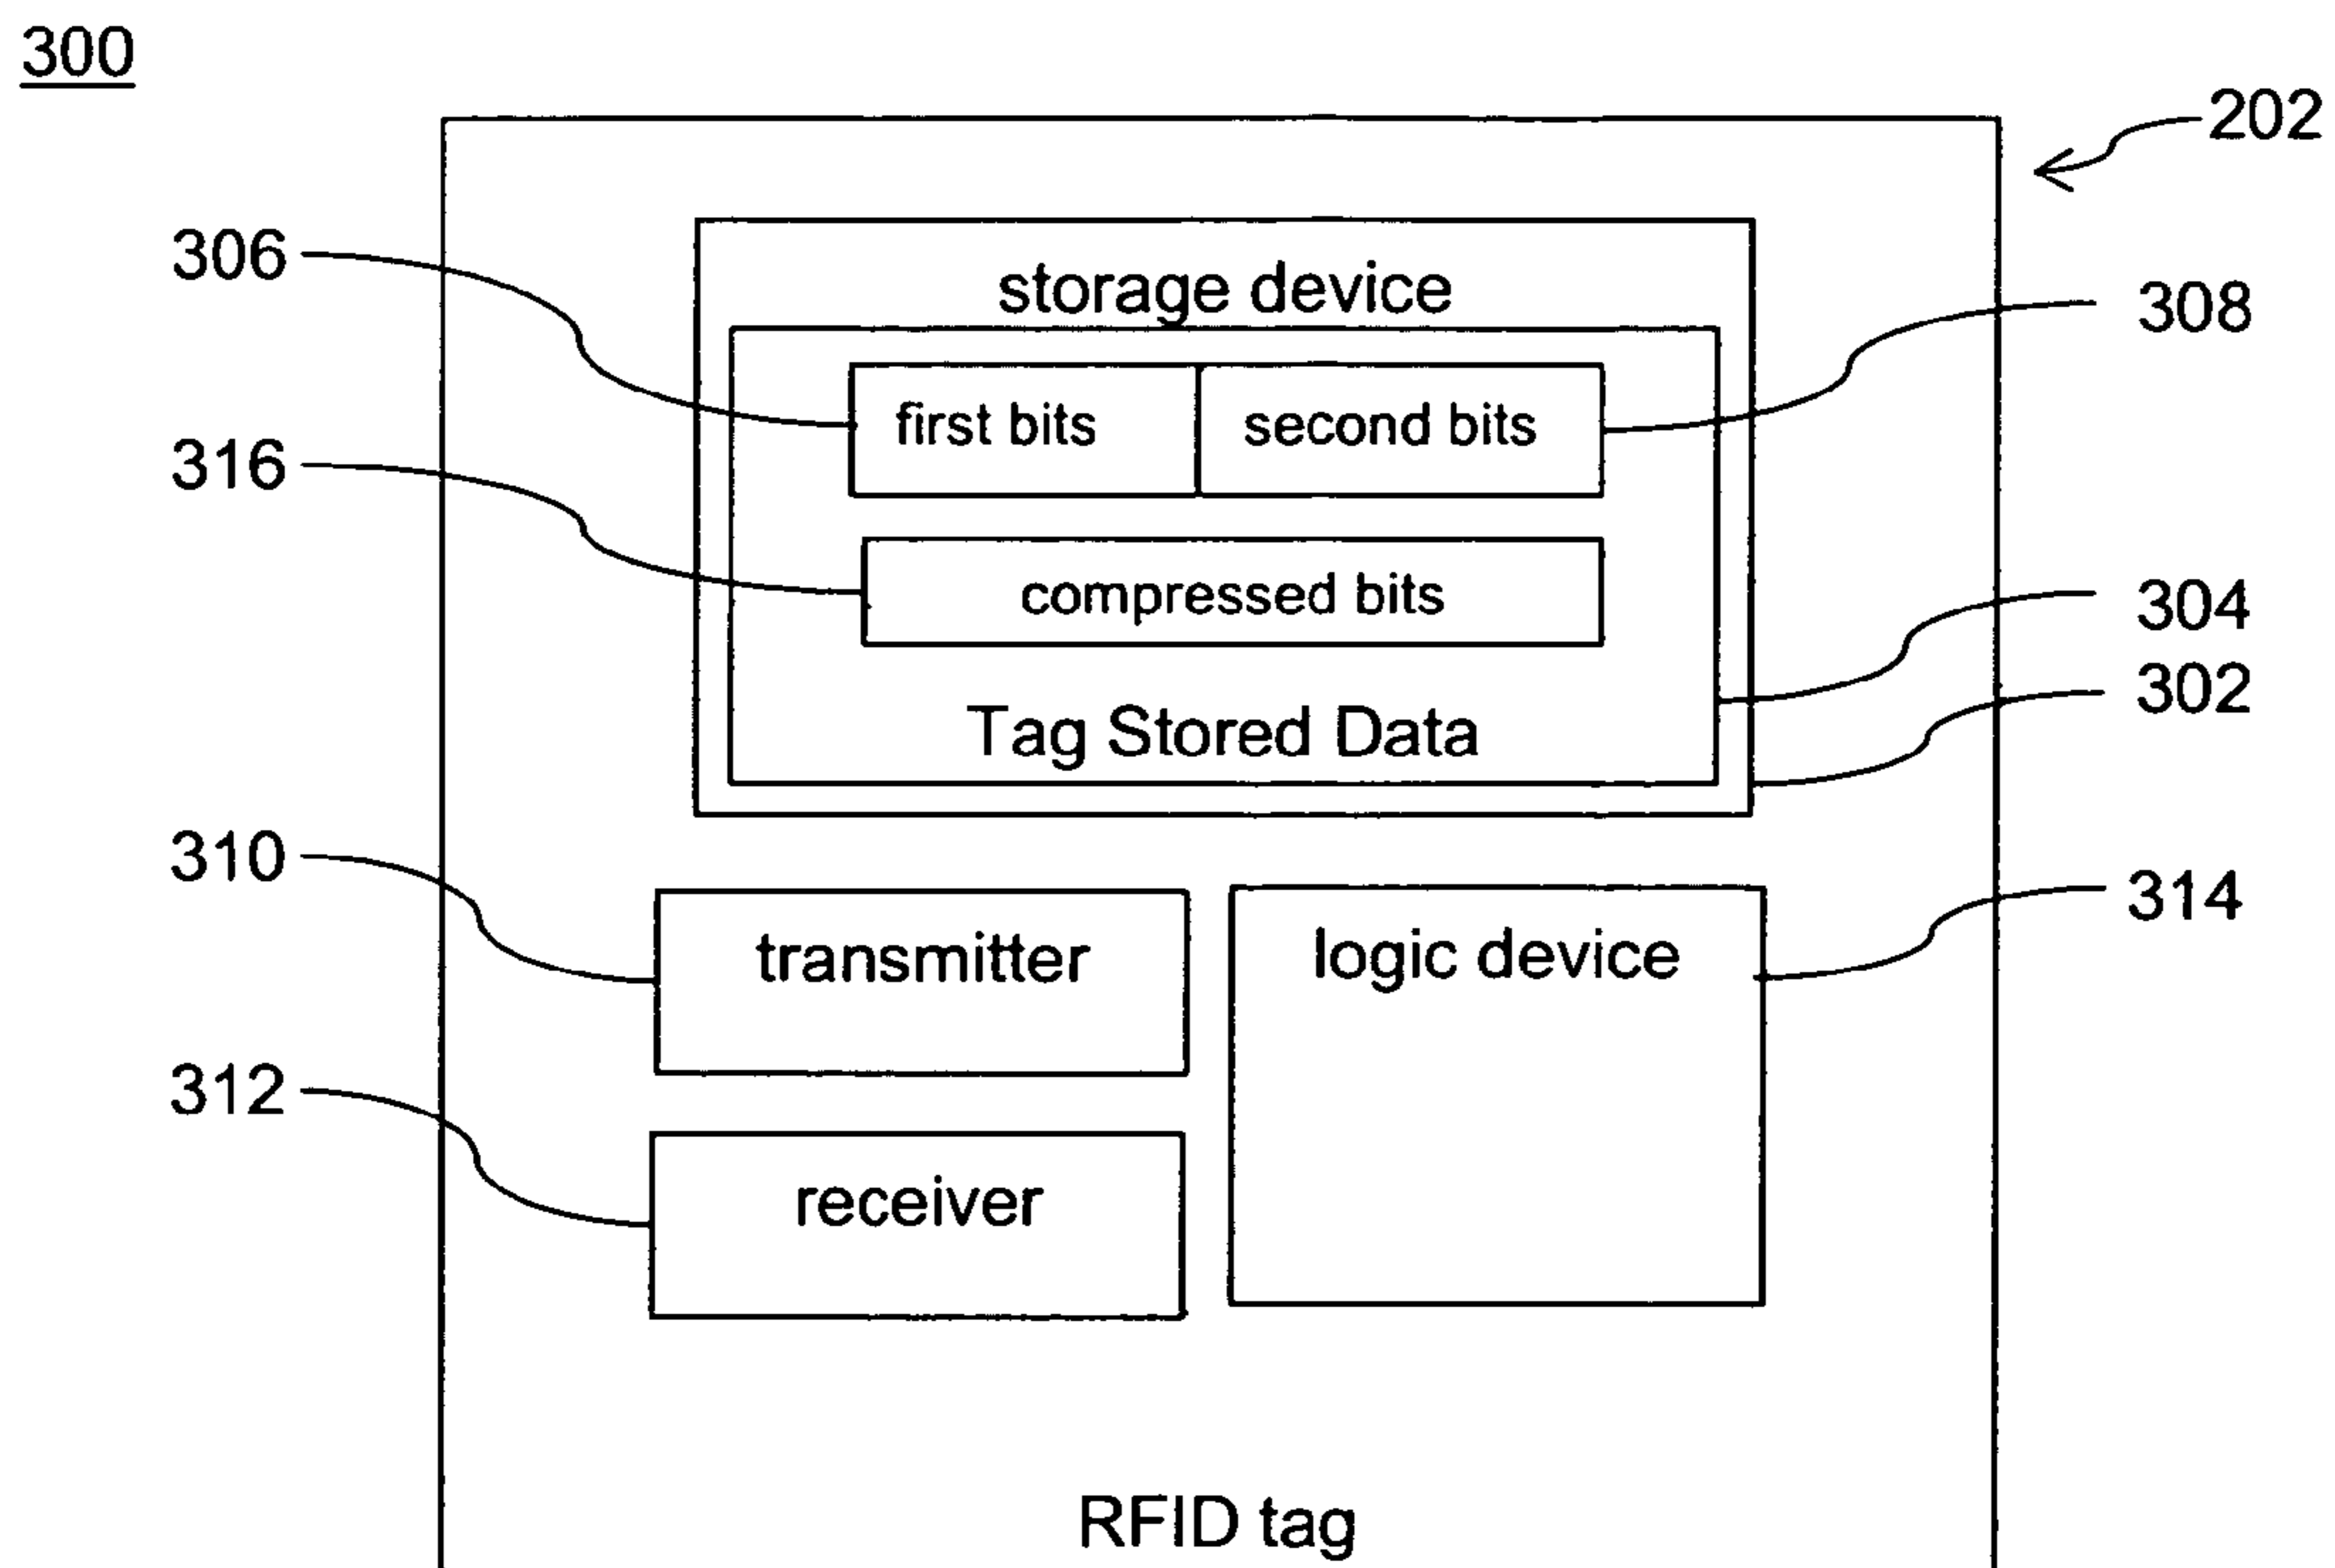 300
202
306
storage device
308
first bits second bits
316
compressed bits
304
302
Tag Stored Data
310
314
transmitter
logic device
312
receiver
RFID tag